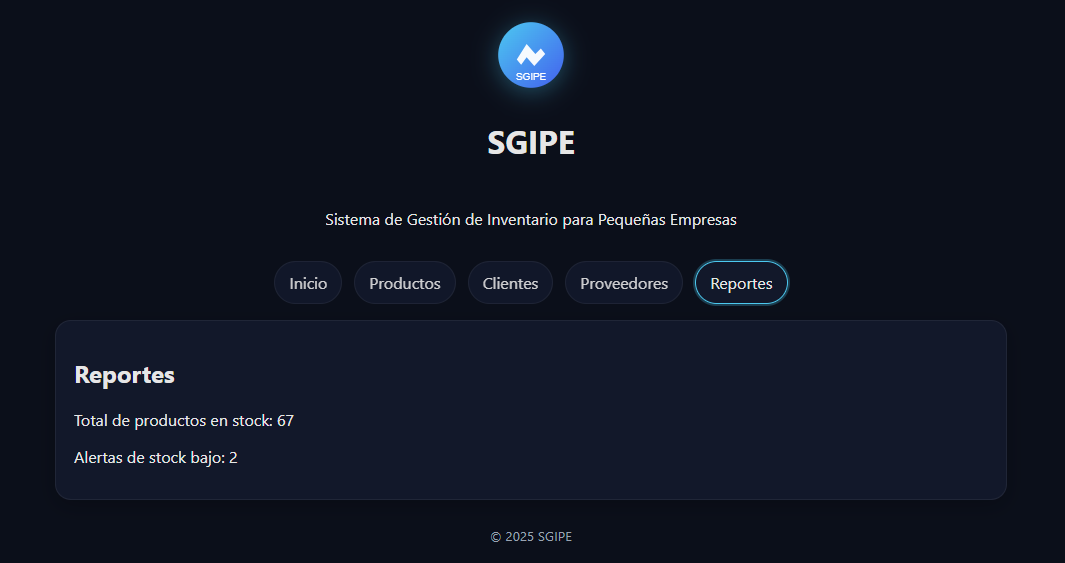 SGIPE
SGIPE
Sistema de Gestión de Inventario para Pequeñas Empresas
Inicio Productos Clientes Proveedores Reportes
Reportes
Total de productos en stock: 67
Alertas de stock bajo: 2
© 2025 SGIPE